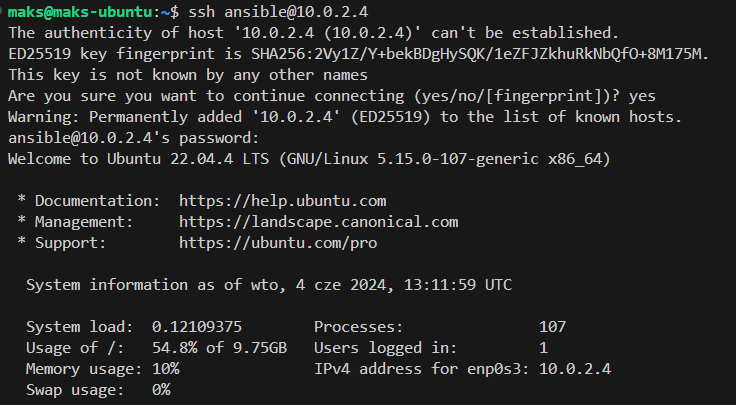 maks@maks-ubuntu:~$ ssh ansible@10.0.2.4
The authenticity of host '10.0.2.4 (10.0.2.4)' can't be established.
ED25519 key fingerprint is SHA256:2Vy1Z/Y+bekBDgHySQK/1eZFJZkhuRkNbQfO+8M175M.
This key is not known by any other names
Are you sure you want to continue connecting (yes/no/[fingerprint])? yes
Warning: Permanently added '10.0.2.4' (ED25519) to the list of known hosts.
ansible@10.0.2.4's password:
Welcome to Ubuntu 22.04.4 LTS (GNU/Linux 5.15.0-107-generic x86_64)

 * Documentation:  https://help.ubuntu.com
 * Management:     https://landscape.canonical.com
 * Support:        https://ubuntu.com/pro

  System information as of wto, 4 cze 2024, 13:11:59 UTC

  System load:  0.12109375        Processes:               107
  Usage of /:   54.8% of 9.75GB   Users logged in:         1
  Memory usage: 10%               IPv4 address for enp0s3: 10.0.2.4
  Swap usage:   0%